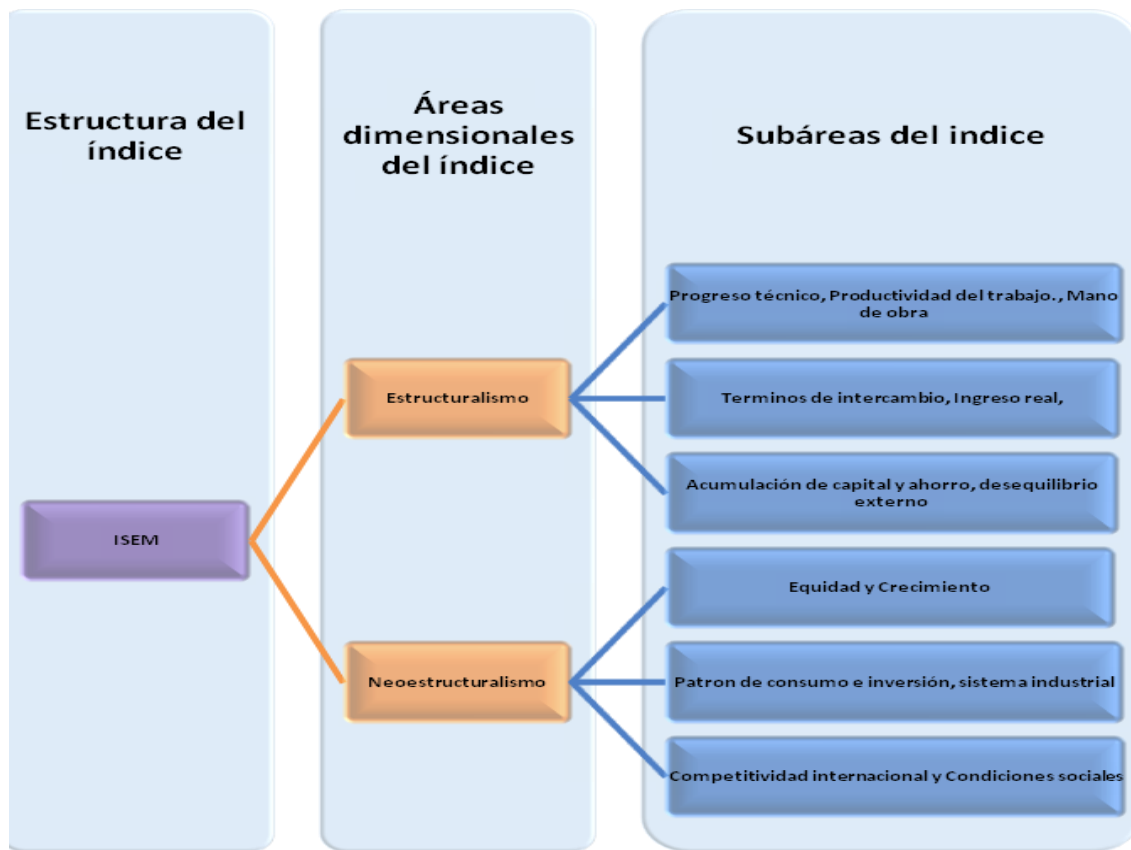 Estructura del
índice
Áreas
dimensionales
del índice
Subáreas del indice
ISEM
Estructuralismo
Progreso técnico, Productividad del trabajo., Mano
de obra
Terminos de intercambio, Ingreso real,
Acumulación de capital y ahorro, desequilibrio
externo
Neoestructuralismo
Equidad y Crecimiento
Patron de consumo e inversión, sistema industrial
Competitividad internacional y Condiciones sociales